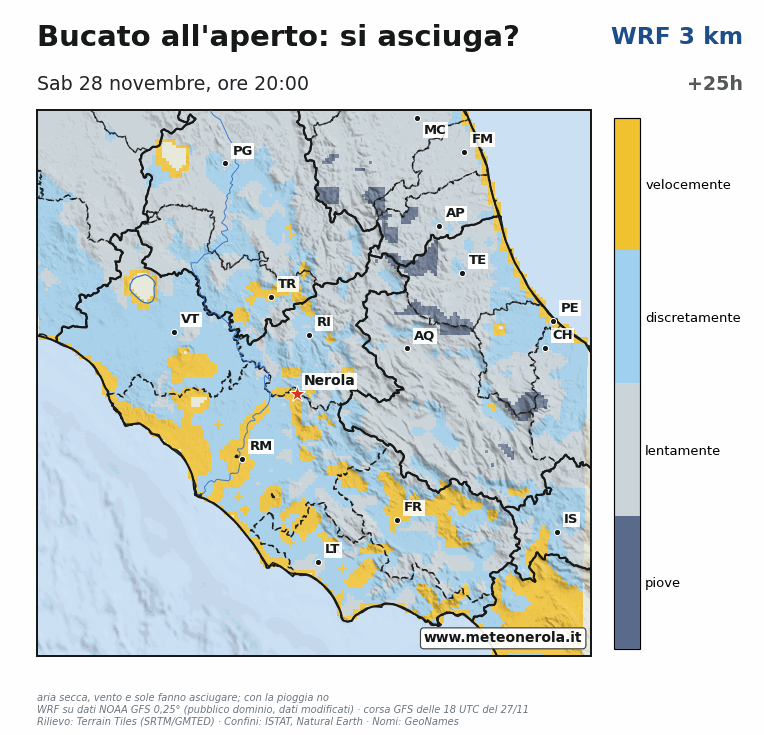 Bucato all'aperto: si asciuga?
WRF 3 km
Sab 28 novembre, ore 20:00
+25h
MC
FM
PG
AP
TE
TR
PE
VT
RI
AQ
CH
Nerola
RM
FR
IS
LT
www.meteonerola.it
velocemente
discretamente
lentamente
piove
aria secca, vento e sole fanno asciugare; con la pioggia no
WRF su dati NOAA GFS 0,25° (pubblico dominio, dati modificati) · corsa GFS delle 18 UTC del 27/11
Rilievo: Terrain Tiles (SRTM/GMTED) · Confini: ISTAT, Natural Earth · Nomi: GeoNames